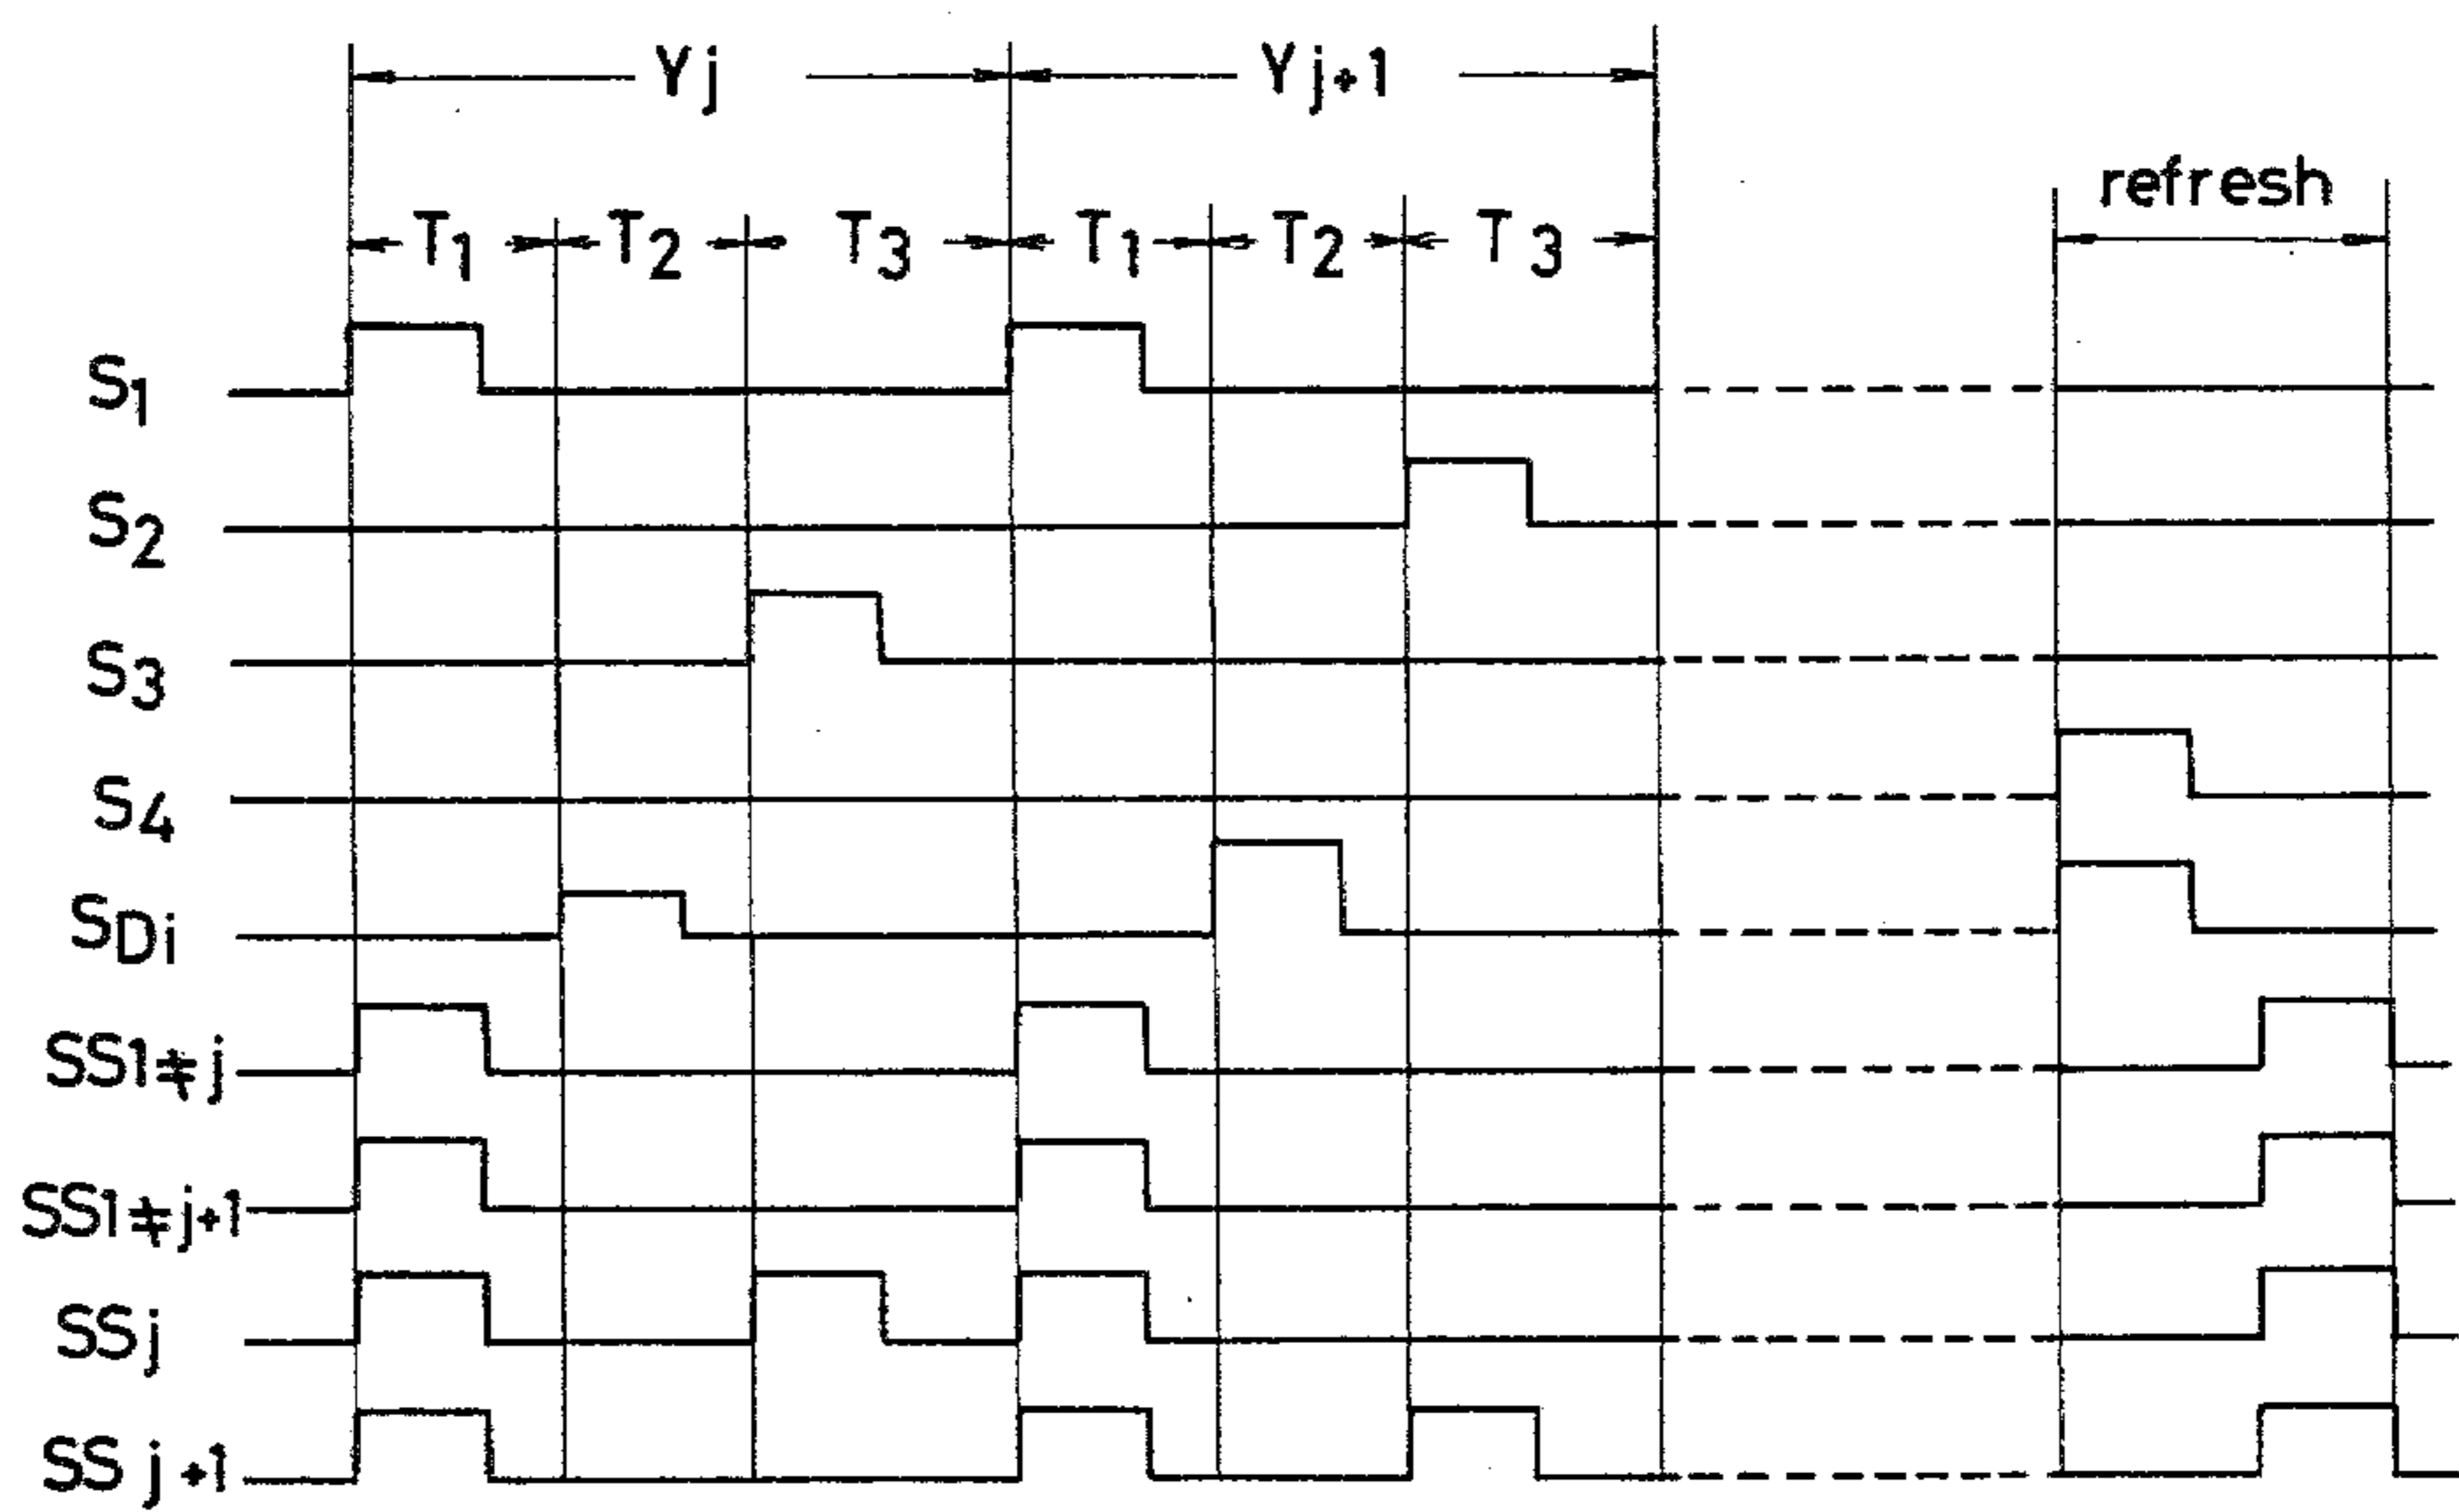 Yj Yj+1
refresh
T1 T2 T3 T1 T2 T3
S1
S2
S3
S4
SDi
SS1≠j
SS1≠j+1
SSj
SSj+1